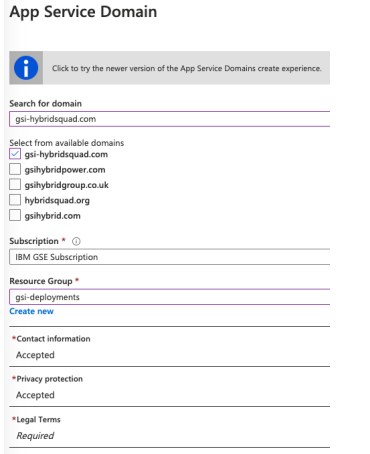 App Service Domain
Click to try the newer version of the App Service Domains create experience.
Search for domain
gsi-hybridsquad.com
Select from available domains
gsi-hybridsquad.com
gsihybridpower.com
gsihybridgroup.co.uk
hybridsquad.org
gsihybrid.com
Subscription *
IBM GSE Subscription
Resource Group *
gsi-deployments
Create new
*Contact information
Accepted
*Privacy protection
Accepted
*Legal Terms
Required